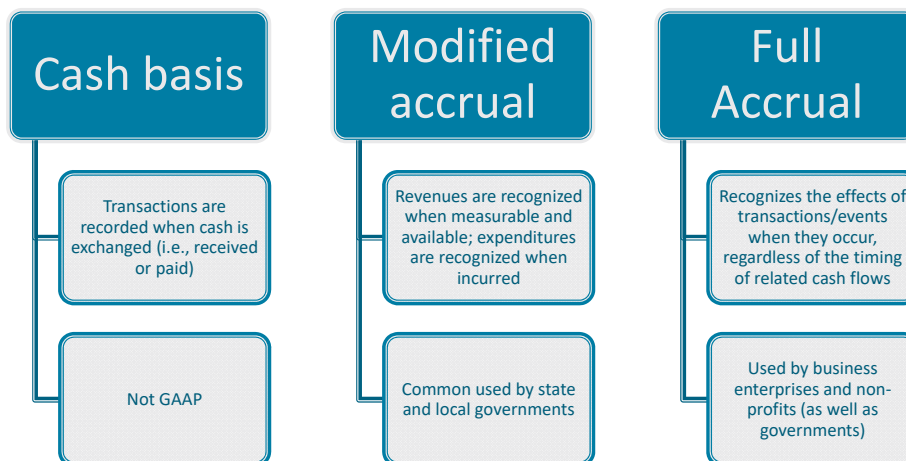 Cash basis
Transactions are
recorded when cash is
exchanged (i.e., received
or paid)
Not GAAP
Modified
accrual
Revenues are recognized
when measurable and
available; expenditures
are recognized when
incurred
Common used by state
and local governments
Full
Accrual
Recognizes the effects of
transactions/events
when they occur,
regardless of the timing
of related cash flows
Used by business
enterprises and non-
profits (as well as
governments)